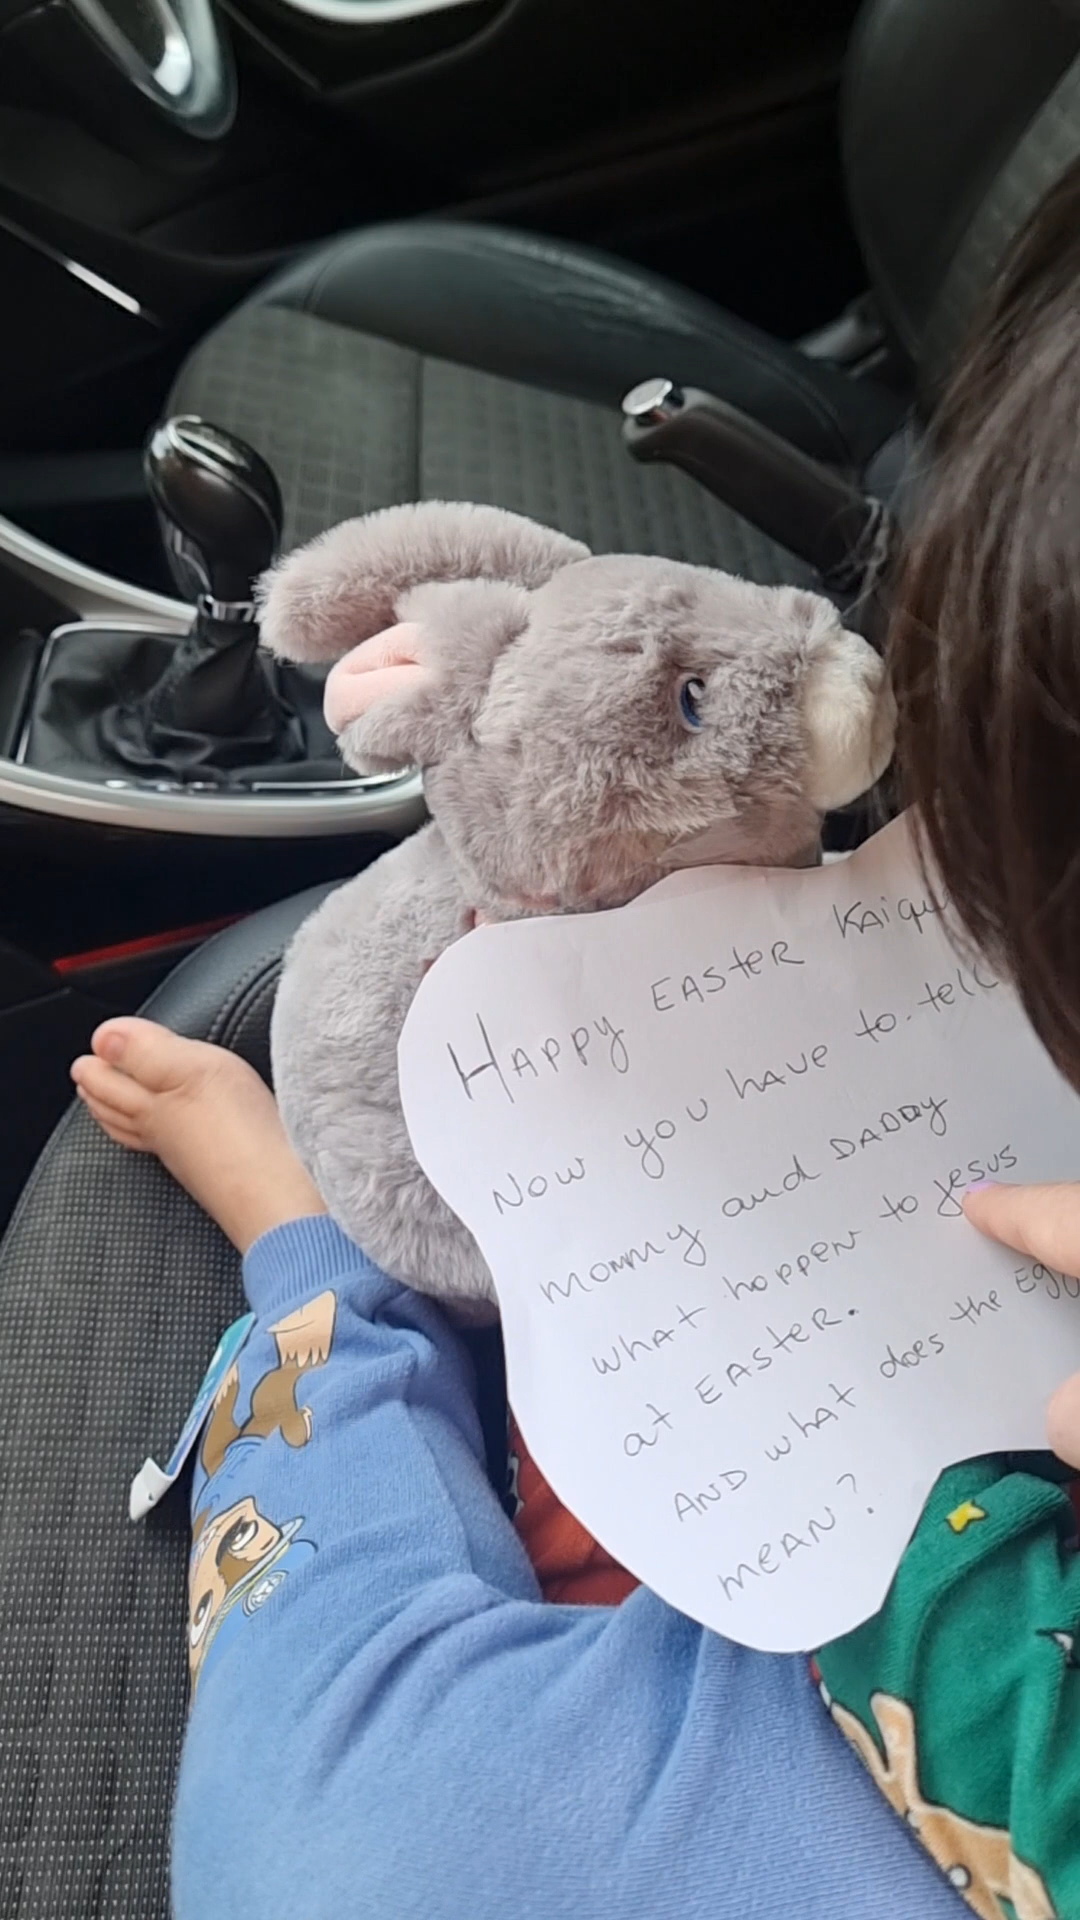 HAPPY EASTER
Now you HAVE to tell
mommy and DADDY
WHAT happen to Jesus
at EASTER.
AND WHAT does the
mEAN?